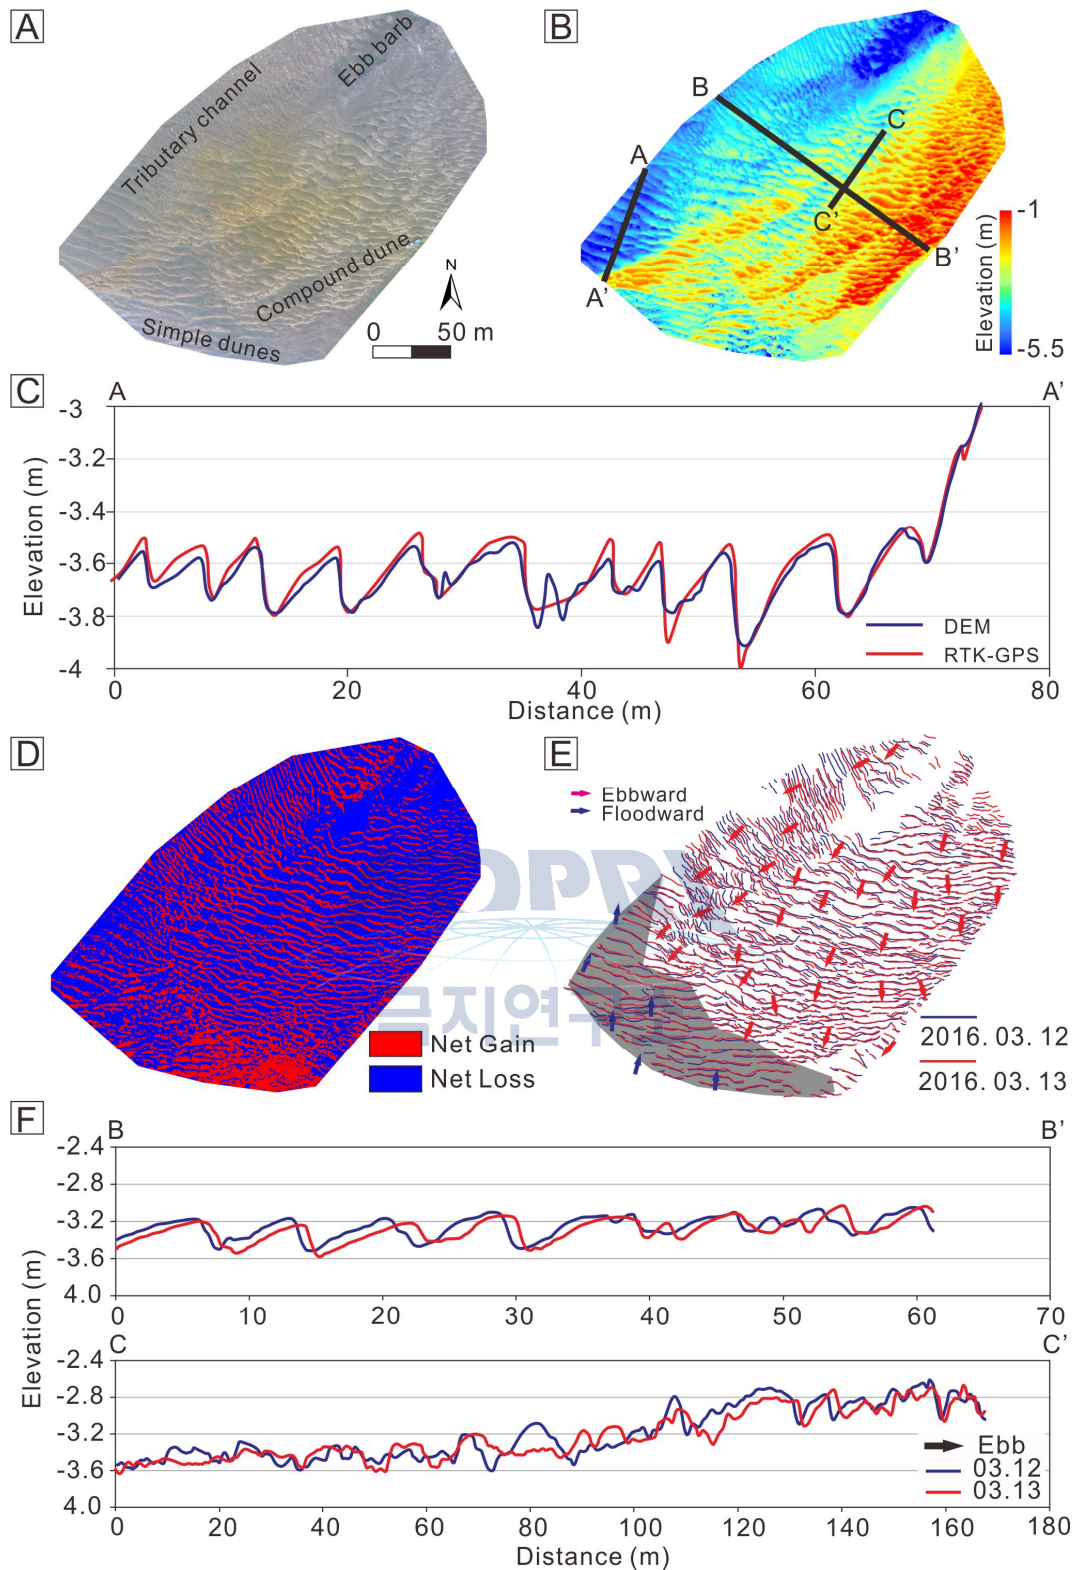 A
Tributary channel
Ebb barb
Compound dune
Simple dunes
N
0 50 m
B
B
A
C
C'
B'
A'
Elevation (m)
-1
-5.5
C
A
A'
Elevation (m)
-3
-3.2
-3.4
-3.6
-3.8
-4
DEM
RTK-GPS
0 20 40 60 80
Distance (m)
D
Net Gain
Net Loss
E
Ebbward
Floodward
2016.03.12
2016.03.13
극지연구
F
B
B'
Elevation (m)
-2.4
-2.8
-3.2
-3.6
4.0
0 10 20 30 40 50 60 70
C
C'
-2.4
-2.8
-3.2
-3.6
4.0
Ebb
03.12
03.13
0 20 40 60 80 100 120 140 160 180
Distance (m)